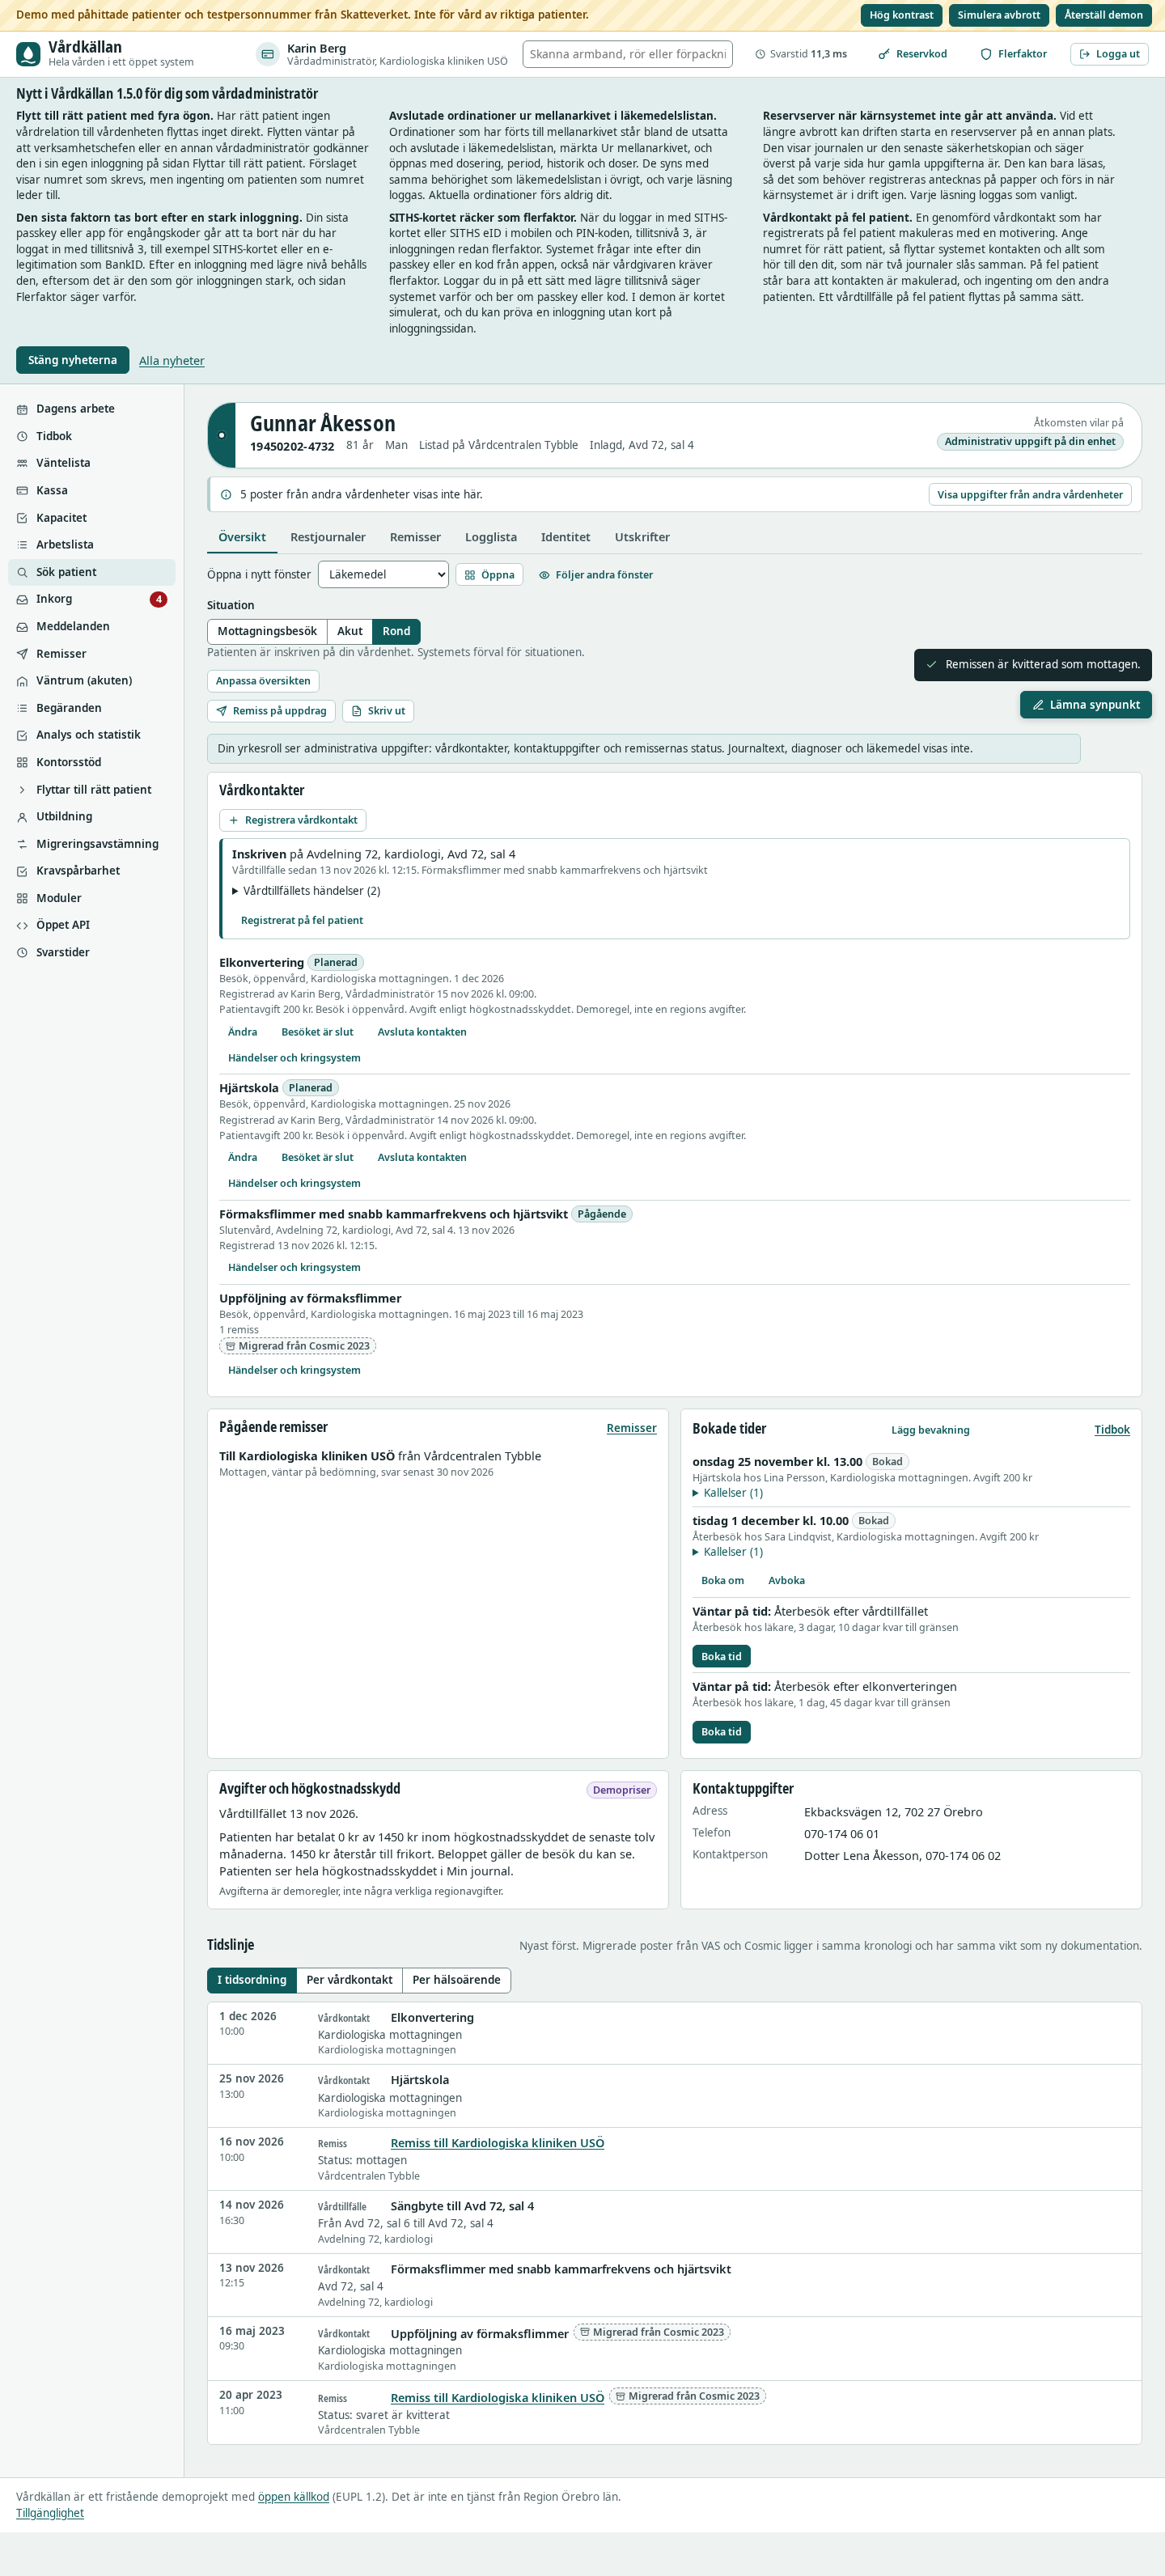 Demo med påhittade patienter och testpersonnummer från Skatteverket. Inte för vård av riktiga patienter.
Hög kontrast
Simulera avbrott
Återställ demon
Vårdkällan
Hela vården i ett öppet system
Karin Berg
Vårdadministratör, Kardiologiska kliniken USÖ
Skanna armband, rör eller förpackni
Svarstid 11,3 ms
Reservkod
Flerfaktor
Logga ut
Nytt i Vårdkällan 1.5.0 för dig som vårdadministratör
Flytt till rätt patient med fyra ögon. Har rätt patient ingen
vårdrelation till vårdenheten flyttas inget direkt. Flytten väntar på
att verksamhetschefen eller en annan vårdadministratör godkänner
den i sin egen inloggning på sidan Flyttar till rätt patient. Förslaget
visar numret som skrevs, men ingenting om patienten som numret
leder till.
Den sista faktorn tas bort efter en stark inloggning. Din sista
passkey eller app för engångskoder går att ta bort när du har
loggat in med tillitsnivå 3, till exempel SITHS-kortet eller en e-
legitimation som BankID. Efter en inloggning med lägre nivå behålls
den, eftersom det är den som gör inloggningen stark, och sidan
Flerfaktor säger varför.
Avslutade ordinationer ur mellanarkivet i läkemedelslistan.
Ordinationer som har förts till mellanarkivet står bland de utsatta
och avslutade i läkemedelslistan, märkta Ur mellanarkivet, och
öppnas med dosering, period, historik och doser. De syns med
samma behörighet som läkemedelslistan i övrigt, och varje läsning
loggas. Aktuella ordinationer förs aldrig dit.
SITHS-kortet räcker som flerfaktor. När du loggar in med SITHS-
kortet eller SITHS eID i mobilen och PIN-koden, tillitsnivå 3, är
inloggningen redan flerfaktor. Systemet frågar inte efter din
passkey eller en kod från appen, också när vårdgivaren kräver
flerfaktor. Loggar du in på ett sätt med lägre tillitsnivå säger
systemet varför och ber om passkey eller kod. I demon är kortet
simulerat, och du kan pröva en inloggning utan kort på
inloggningssidan.
Reservserver när kärnsystemet inte går att använda. Vid ett
längre avbrott kan driften starta en reservserver på en annan plats.
Den visar journalen ur den senaste säkerhetskopian och säger
överst på varje sida hur gamla uppgifterna är. Den kan bara läsas,
så det som behöver registreras antecknas på papper och förs in när
kärnsystemet är i drift igen. Varje läsning loggas som vanligt.
Vårdkontakt på fel patient. En genomförd vårdkontakt som har
registrerats på fel patient makuleras med en motivering. Ange
numret för rätt patient, så flyttar systemet kontakten och allt som
hör till den dit, som när två journaler slås samman. På fel patient
står bara att kontakten är makulerad, och ingenting om den andra
patienten. Ett vårdtillfälle på fel patient flyttas på samma sätt.
Stäng nyheterna
Alla nyheter
Dagens arbete
Tidbok
Väntelista
Kassa
Kapacitet
Arbetslista
Sök patient
Inkorg 4
Meddelanden
Remisser
Väntrum (akuten)
Begäranden
Analys och statistik
Kontorsstöd
Flyttar till rätt patient
Utbildning
Migreringsavstämning
Kravspårbarhet
Moduler
Öppet API
Svarstider
Gunnar Åkesson
19450202-4732 81 år Man Listad på Vårdcentralen Tybble Inlagd, Avd 72, sal 4
Åtkomsten vilar på
Administrativ uppgift på din enhet
5 poster från andra vårdenheter visas inte här.
Visa uppgifter från andra vårdenheter
Översikt Restjournaler Remisser Logglista Identitet Utskrifter
Öppna i nytt fönster Läkemedel Öppna Följer andra fönster
Situation
Mottagningsbesök Akut Rond
Patienten är inskriven på din vårdenhet. Systemets förval för situationen.
Remissen är kvitterad som mottagen.
Anpassa översikten
Remiss på uppdrag Skriv ut
Lämna synpunkt
Din yrkesroll ser administrativa uppgifter: vårdkontakter, kontaktuppgifter och remissernas status. Journaltext, diagnoser och läkemedel visas inte.
Vårdkontakter
Registrera vårdkontakt
Inskriven på Avdelning 72, kardiologi, Avd 72, sal 4
Vårdtillfälle sedan 13 nov 2026 kl. 12:15. Förmaksflimmer med snabb kammarfrekvens och hjärtsvikt
Vårdtillfällets händelser (2)
Registrerat på fel patient
Elkonvertering Planerad
Besök, öppenvård, Kardiologiska mottagningen. 1 dec 2026
Registrerad av Karin Berg, Vårdadministratör 15 nov 2026 kl. 09:00.
Patientavgift 200 kr. Besök i öppenvård. Avgift enligt högkostnadsskyddet. Demoregel, inte en regions avgifter.
Ändra Besöket är slut Avsluta kontakten
Händelser och kringsystem
Hjärtskola Planerad
Besök, öppenvård, Kardiologiska mottagningen. 25 nov 2026
Registrerad av Karin Berg, Vårdadministratör 14 nov 2026 kl. 09:00.
Patientavgift 200 kr. Besök i öppenvård. Avgift enligt högkostnadsskyddet. Demoregel, inte en regions avgifter.
Ändra Besöket är slut Avsluta kontakten
Händelser och kringsystem
Förmaksflimmer med snabb kammarfrekvens och hjärtsvikt Pågående
Slutenvård, Avdelning 72, kardiologi, Avd 72, sal 4. 13 nov 2026
Registrerad 13 nov 2026 kl. 12:15.
Händelser och kringsystem
Uppföljning av förmaksflimmer
Besök, öppenvård, Kardiologiska mottagningen. 16 maj 2023 till 16 maj 2023
1 remiss
Migrerad från Cosmic 2023
Händelser och kringsystem
Pågående remisser
Remisser
Till Kardiologiska kliniken USÖ från Vårdcentralen Tybble
Mottagen, väntar på bedömning, svar senast 30 nov 2026
Bokade tider
Lägg bevakning
Tidbok
onsdag 25 november kl. 13.00 Bokad
Hjärtskola hos Lina Persson, Kardiologiska mottagningen. Avgift 200 kr
Kallelser (1)
tisdag 1 december kl. 10.00 Bokad
Återbesök hos Sara Lindqvist, Kardiologiska mottagningen. Avgift 200 kr
Kallelser (1)
Boka om Avboka
Väntar på tid: Återbesök efter vårdtillfället
Återbesök hos läkare, 3 dagar, 10 dagar kvar till gränsen
Boka tid
Väntar på tid: Återbesök efter elkonverteringen
Återbesök hos läkare, 1 dag, 45 dagar kvar till gränsen
Boka tid
Avgifter och högkostnadsskydd
Demopriser
Vårdtillfället 13 nov 2026.
Patienten har betalat 0 kr av 1450 kr inom högkostnadsskyddet de senaste tolv
månaderna. 1450 kr återstår till frikort. Beloppet gäller de besök du kan se.
Patienten ser hela högkostnadsskyddet i Min journal.
Avgifterna är demoregler, inte några verkliga regionavgifter.
Kontaktuppgifter
Adress Ekbacksvägen 12, 702 27 Örebro
Telefon 070-174 06 01
Kontaktperson Dotter Lena Åkesson, 070-174 06 02
Tidslinje
Nyast först. Migrerade poster från VAS och Cosmic ligger i samma kronologi och har samma vikt som ny dokumentation.
I tidsordning Per vårdkontakt Per hälsoärende
1 dec 2026 Vårdkontakt Elkonvertering
10:00 Kardiologiska mottagningen
Kardiologiska mottagningen
25 nov 2026 Vårdkontakt Hjärtskola
13:00 Kardiologiska mottagningen
Kardiologiska mottagningen
16 nov 2026 Remiss Remiss till Kardiologiska kliniken USÖ
10:00 Status: mottagen
Vårdcentralen Tybble
14 nov 2026 Vårdtillfälle Sängbyte till Avd 72, sal 4
16:30 Från Avd 72, sal 6 till Avd 72, sal 4
Avdelning 72, kardiologi
13 nov 2026 Vårdkontakt Förmaksflimmer med snabb kammarfrekvens och hjärtsvikt
12:15 Avd 72, sal 4
Avdelning 72, kardiologi
16 maj 2023 Vårdkontakt Uppföljning av förmaksflimmer Migrerad från Cosmic 2023
09:30 Kardiologiska mottagningen
Kardiologiska mottagningen
20 apr 2023 Remiss Remiss till Kardiologiska kliniken USÖ Migrerad från Cosmic 2023
11:00 Status: svaret är kvitterat
Vårdcentralen Tybble
Vårdkällan är ett fristående demoprojekt med öppen källkod (EUPL 1.2). Det är inte en tjänst från Region Örebro län.
Tillgänglighet